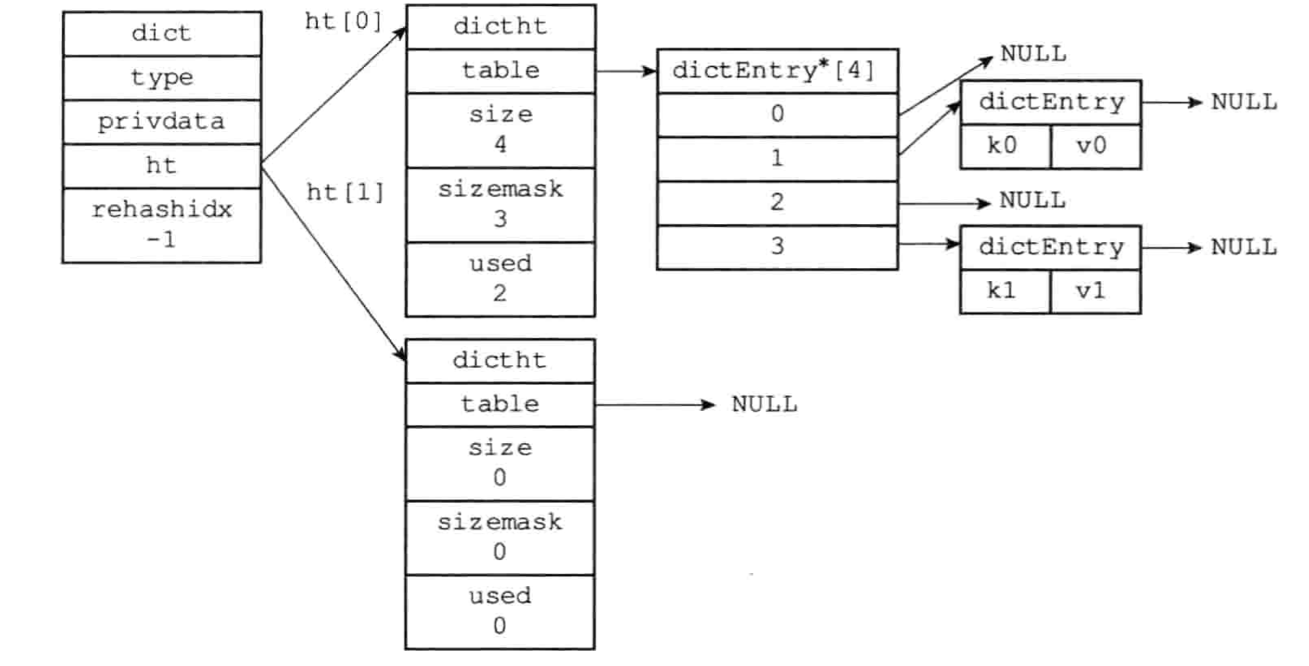 dict
type
privdata
ht
rehashidx
-1
ht[0]
ht[1]
dictht
table
size
4
sizemask
3
used
2
dictht
table
size
0
sizemask
0
used
0
NULL
dictEntry*[4]
0
1
2
3
NULL
dictEntry
k0 v0
NULL
NULL
dictEntry
k1 v1
NULL